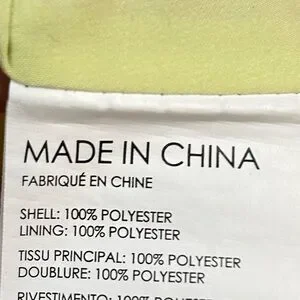 MADE IN CHINA
FABRIQUÉ EN CHINE
SHELL: 100% POLYESTER
LINING: 100% POLYESTER
TISSU PRINCIPAL: 100% POLYESTER
DOUBLURE: 100% POLYESTER
RIVESTIMENTO: 100% POLIESTERE